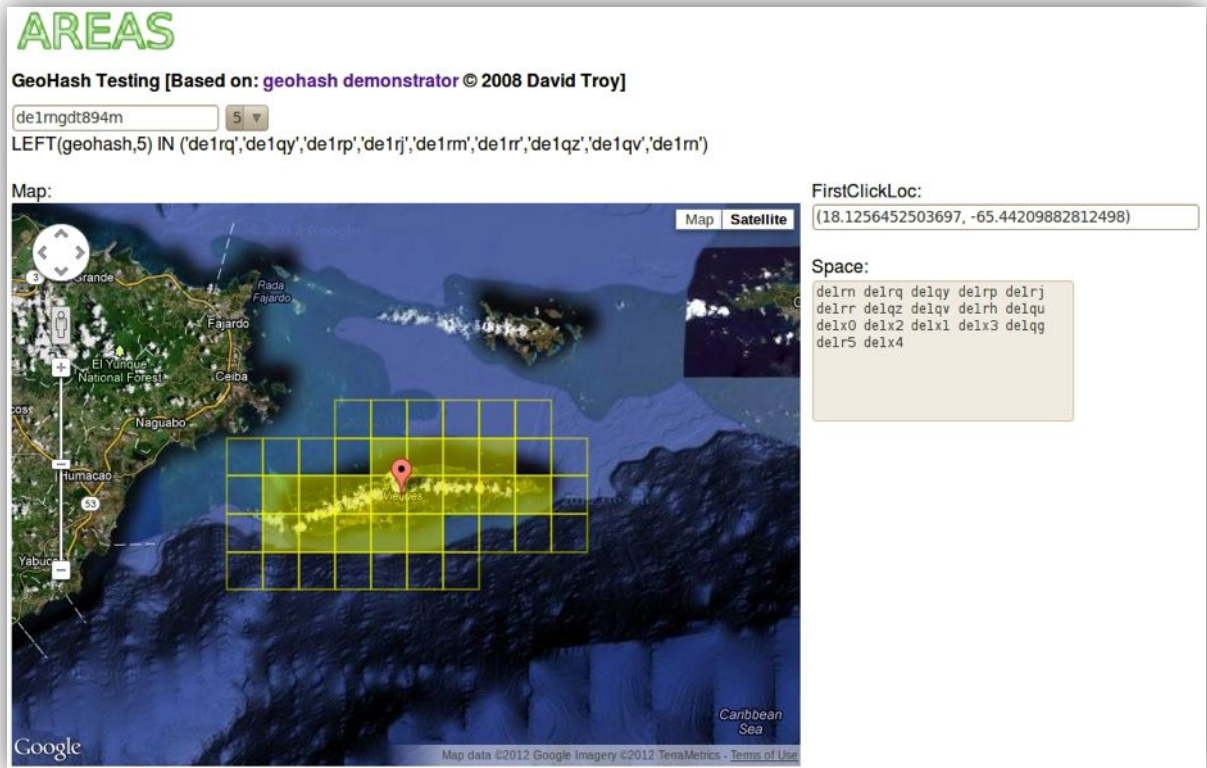 AREAS
GeoHash Testing [Based on: geohash demonstrator © 2008 David Troy]
de1rngdt894m
5
LEFT(geohash,5) IN ('de1rq','de1qy','de1rp','de1rj','de1rm','de1rr','de1qz','de1qv','de1rn')
Map:
FirstClickLoc:
(18.1256452503697, -65.44209882812498)
Space:
de1rn de1rq de1qy de1rp de1rj
de1rr de1qz de1qv de1rh de1qu
de1x0 de1x2 de1x1 de1x3 de1qg
de1r5 de1x4
Map
Satellite
3
Grande
Rada
Fajardo
Fajardo
El Yunque
National Forest
Ceiba
Naguabo
Humacao
53
Vieques
Caribbean
Sea
Google
Map data ©2012 Google Imagery ©2012 TerraMetrics - Terms of Use